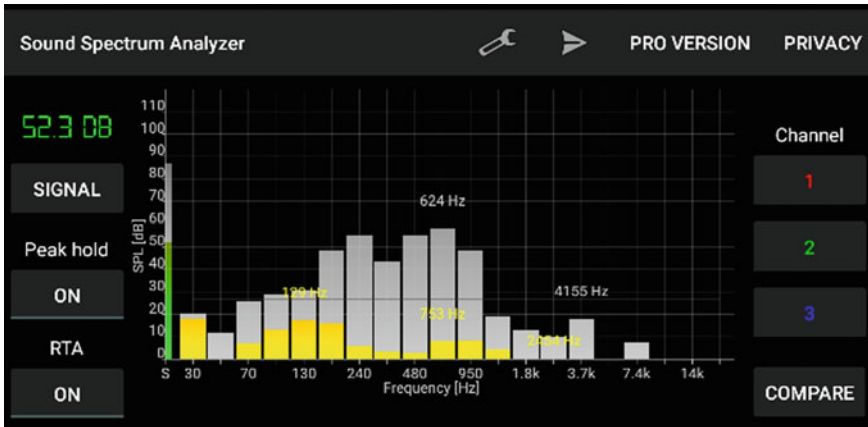 Sound Spectrum Analyzer
PRO VERSION
PRIVACY
52.3 DB
SIGNAL
Peak hold
ON
RTA
ON
SPL [dB]
110
100
90
80
70
60
50
40
30
20
10
0
624 Hz
129 Hz
4155 Hz
753 Hz
2484 Hz
S 30 70 130 240 480 950 1.8k 3.7k 7.4k 14k
Frequency [Hz]
Channel
1
2
3
COMPARE